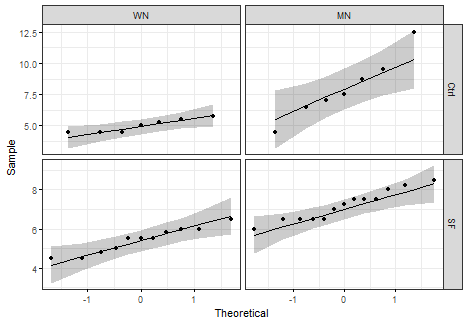 WN MN
12.5
10.0
7.5
5.0
Ctrl
8
6
4
SF
-1 0 1 -1 0 1
Sample
Theoretical